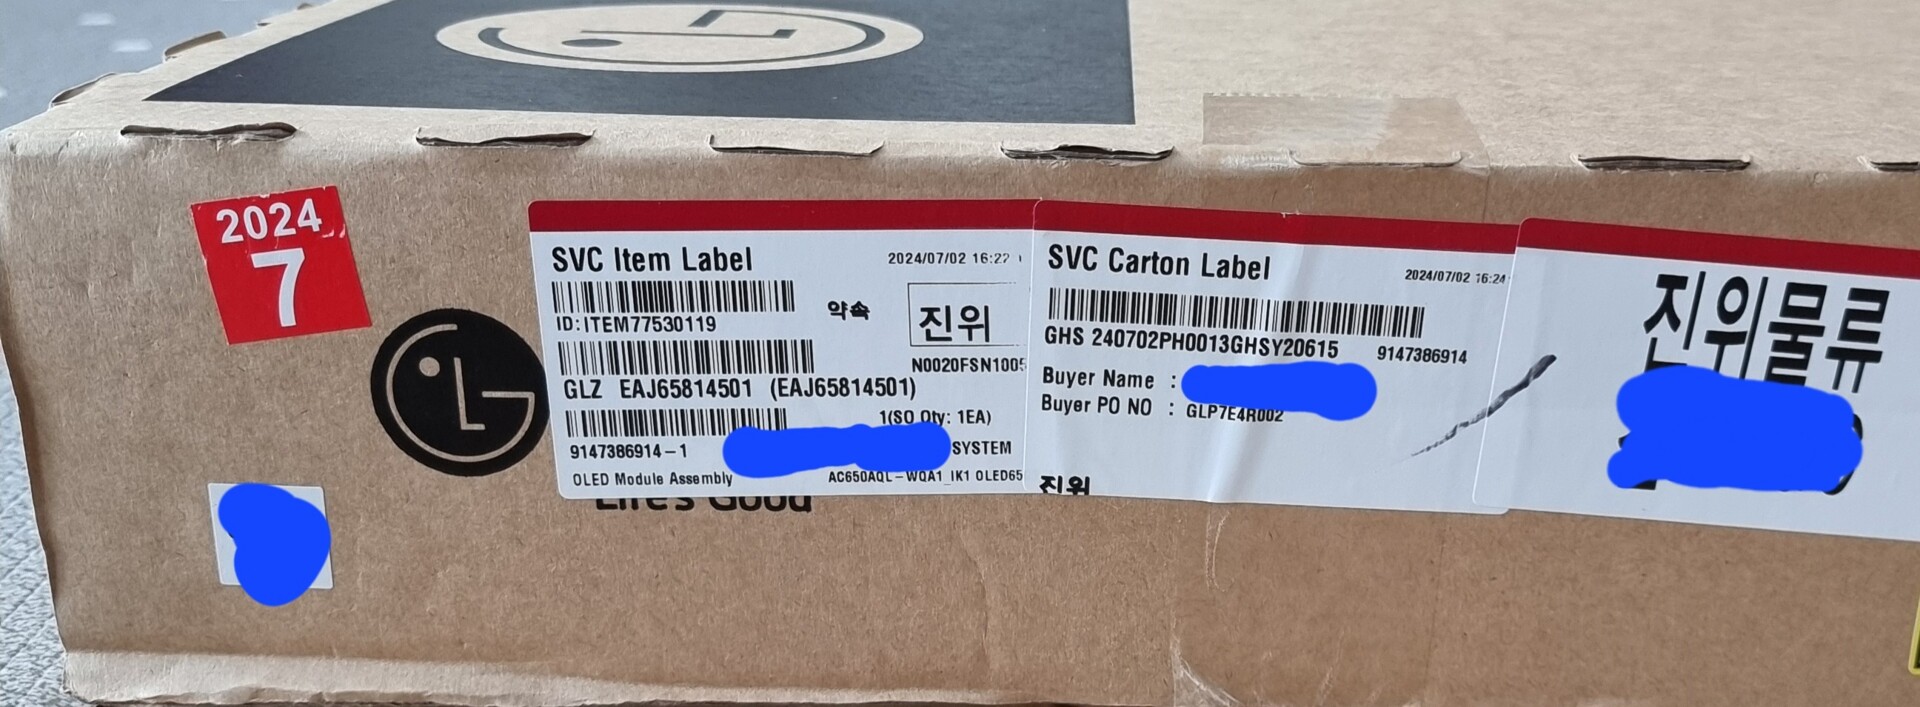 2024
7
LG
SVC Item Label
2024/07/02 16:22
ID: ITEM77530119
약속
진위
N0020FSN1005
GLZ EAJ65814501 (EAJ65814501)
1(SO Qty: 1EA)
9147386914-1
SYSTEM
OLED Module Assembly
AC650AQL-WQA1_IK1 OLED65
Life's Good
SVC Carton Label
2024/07/02 16:24
GHS 240702PH0013GHSY20615
9147386914
Buyer Name :
Buyer PO NO : GLP7E4R002
진위
진위물류